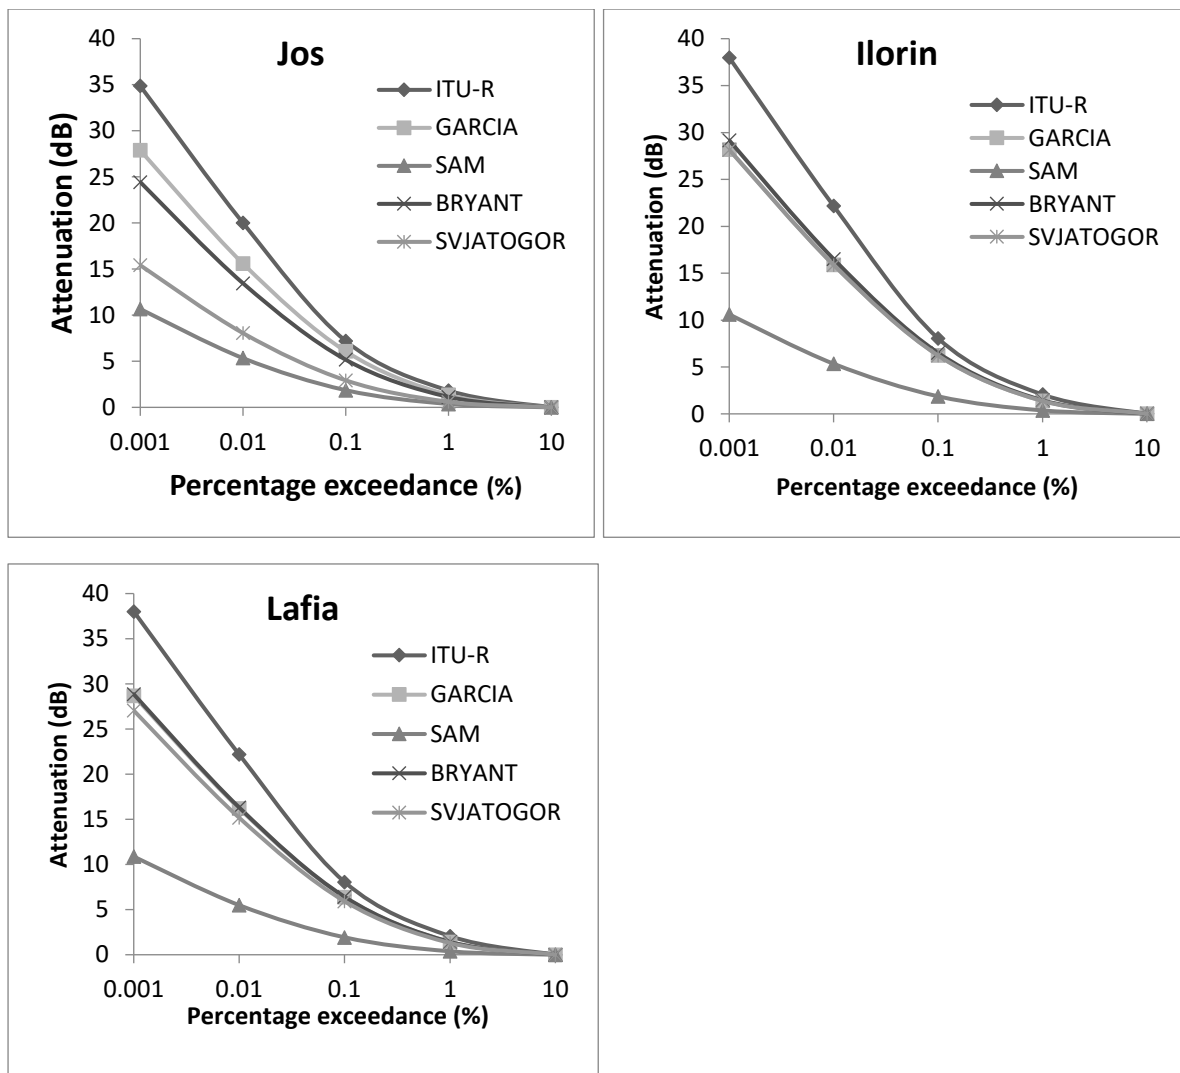 Jos
40
35
30
25
20
15
10
5
0
Attenuation (dB)
ITU-R
GARCIA
SAM
BRYANT
SVJATOGOR
0.001 0.01 0.1 1 10
Percentage exceedance (%)
Ilorin
40
35
30
25
20
15
10
5
0
Attenuation (dB)
ITU-R
GARCIA
SAM
BRYANT
SVJATOGOR
0.001 0.01 0.1 1 10
Percentage exceedance (%)
Lafia
40
35
30
25
20
15
10
5
0
Attenuation (dB)
ITU-R
GARCIA
SAM
BRYANT
SVJATOGOR
0.001 0.01 0.1 1 10
Percentage exceedance (%)